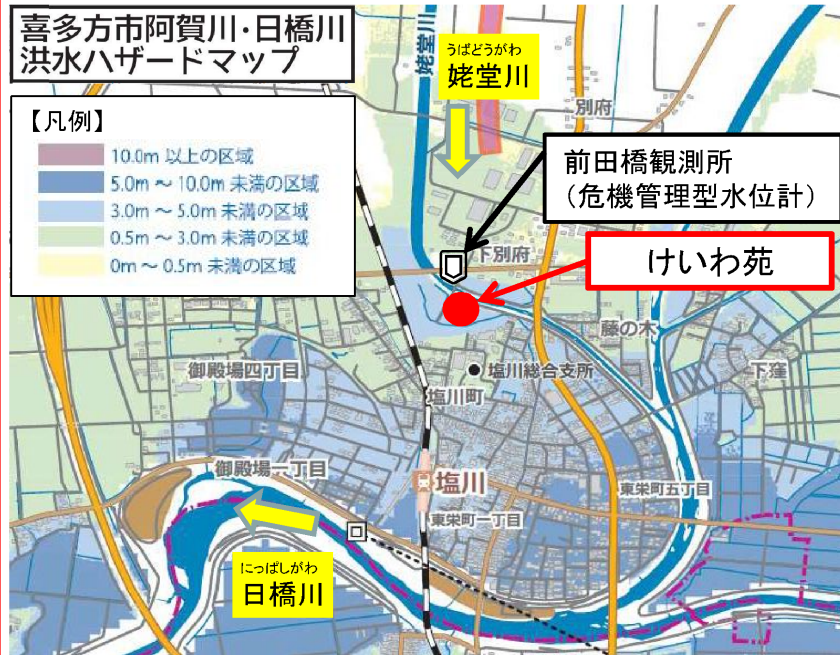 喜多方市阿賀川・日橋川
洪水ハザードマップ
【凡例】
10.0m 以上の区域
5.0m ～ 10.0m 未満の区域
3.0m ～ 5.0m 未満の区域
0.5m ～ 3.0m 未満の区域
0m ～ 0.5m 未満の区域
姥堂川
うばどうがわ
姥堂川
別府
前田橋観測所
（危機管理型水位計）
下別府
けいわ苑
藤の木
御殿場四丁目
塩川総合支所
下窪
塩川町
御殿場一丁目
塩川
東栄町五丁目
東栄町一丁目
にっぱしがわ
日橋川